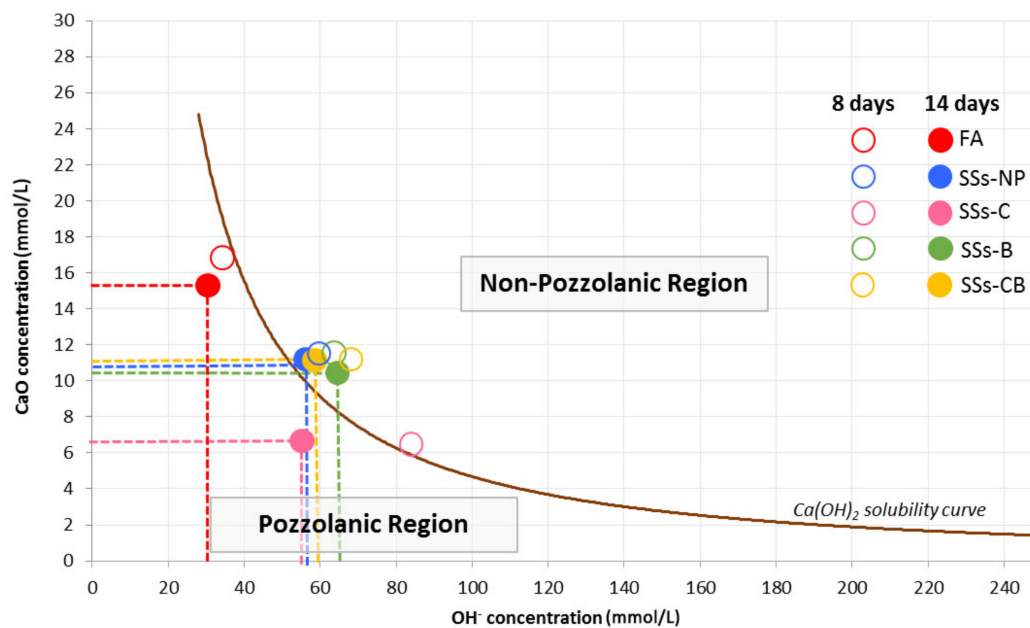 30
28
26
24
22
20
18
16
14
12
10
8
6
4
2
0
CaO concentration (mmol/L)
8 days 14 days
FA
SSs-NP
SSs-C
SSs-B
SSs-CB
Non-Pozzolanic Region
Pozzolanic Region
Ca(OH)₂ solubility curve
0 20 40 60 80 100 120 140 160 180 200 220 240
OH⁻ concentration (mmol/L)